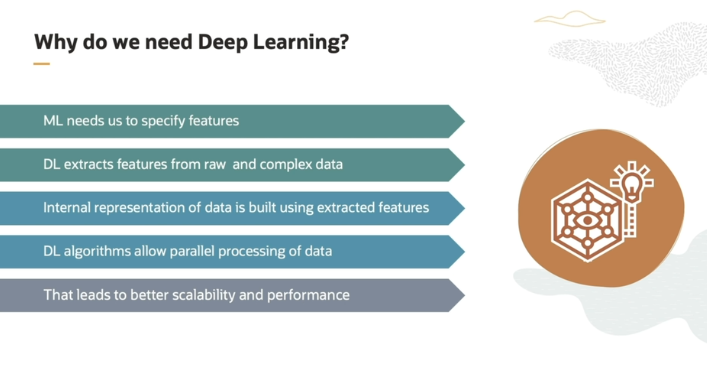 Why do we need Deep Learning?
ML needs us to specify features
DL extracts features from raw and complex data
Internal representation of data is built using extracted features
DL algorithms allow parallel processing of data
That leads to better scalability and performance